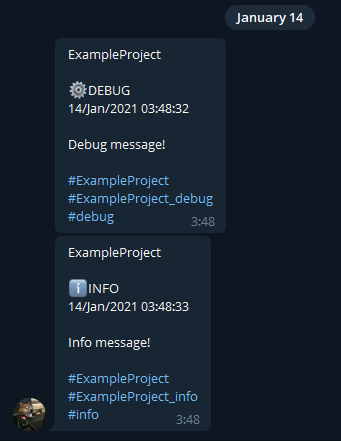 January 14
ExampleProject
⚙️DEBUG
14/Jan/2021 03:48:32
Debug message!
#ExampleProject
#ExampleProject_debug
#debug
3:48
ExampleProject
ℹ️INFO
14/Jan/2021 03:48:33
Info message!
#ExampleProject
#ExampleProject_info
#info
3:48